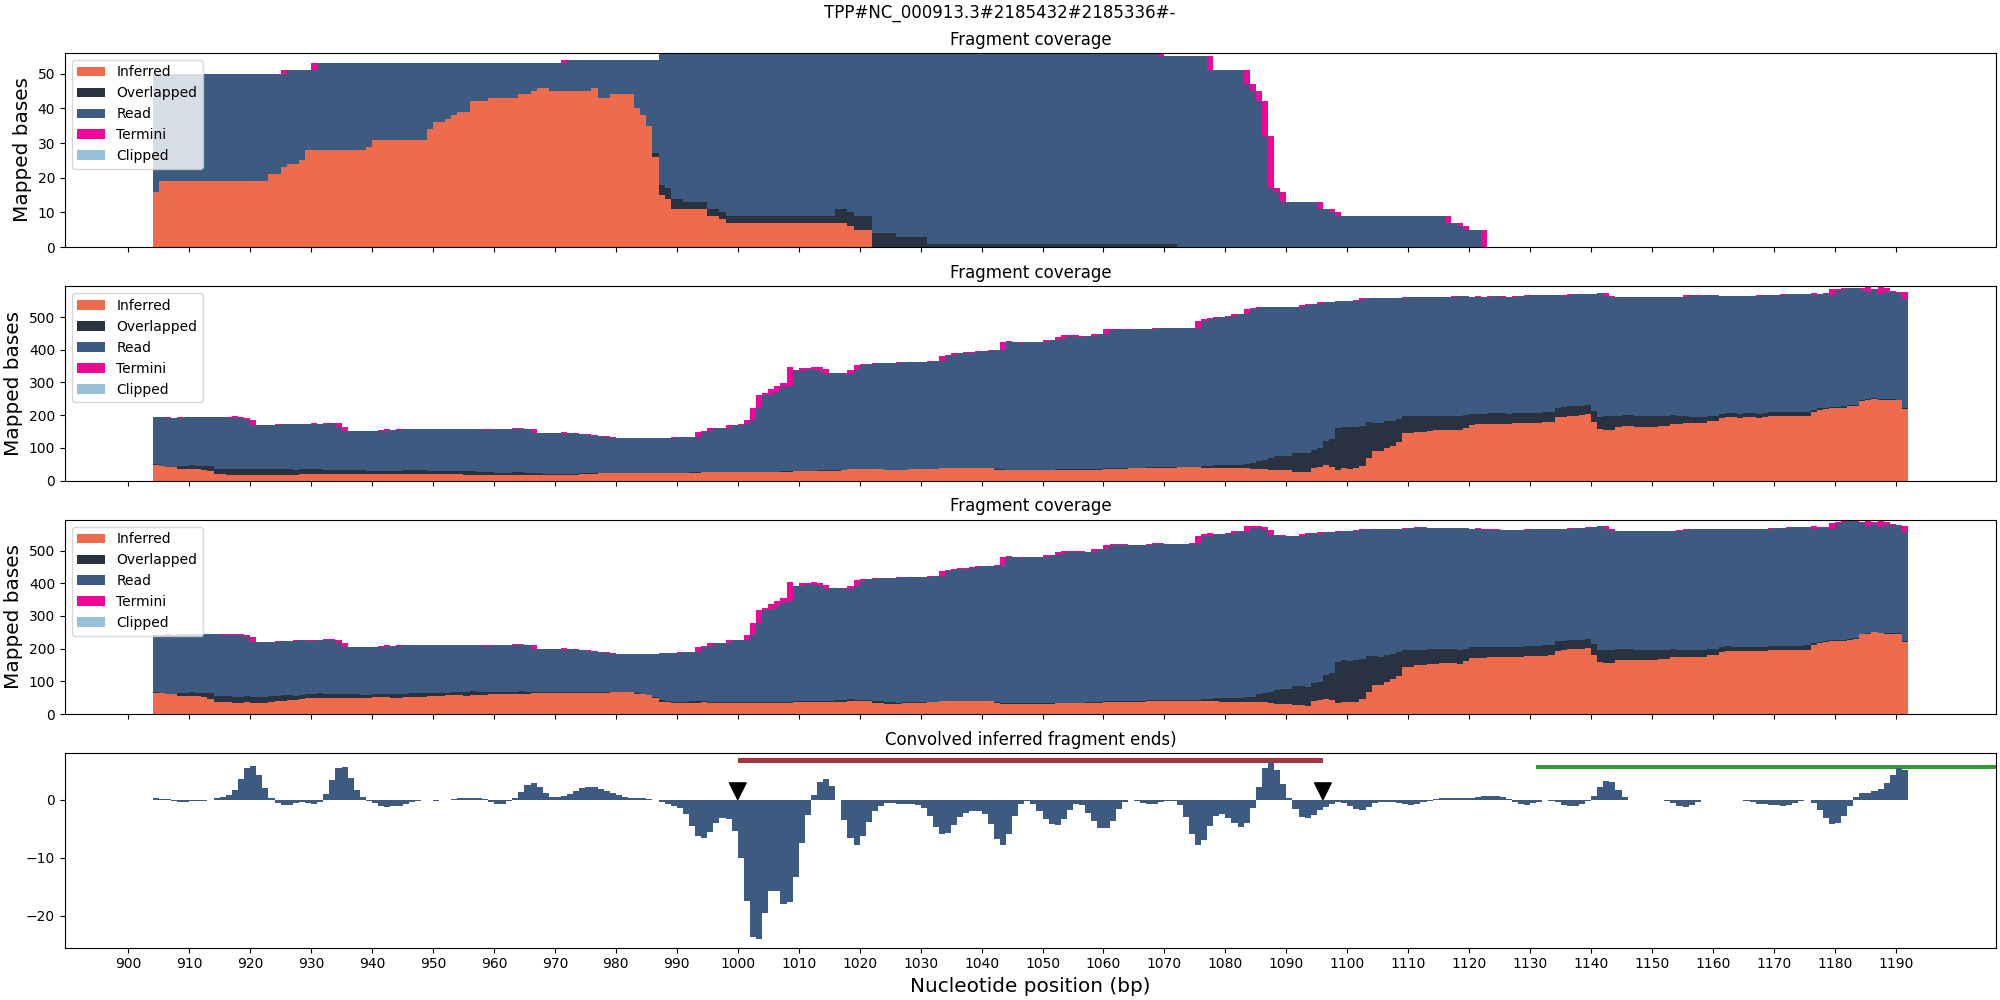 TPP#NC_000913.3#2185432#2185336#-
Fragment coverage
Mapped bases
50
40
30
20
10
0
Inferred
Overlapped
Read
Termini
Clipped
Fragment coverage
Mapped bases
500
400
300
200
100
0
Inferred
Overlapped
Read
Termini
Clipped
Fragment coverage
Mapped bases
500
400
300
200
100
0
Inferred
Overlapped
Read
Termini
Clipped
Convolved inferred fragment ends)
0
−10
−20
900 910 920 930 940 950 960 970 980 990 1000 1010 1020 1030 1040 1050 1060 1070 1080 1090 1100 1110 1120 1130 1140 1150 1160 1170 1180 1190
Nucleotide position (bp)